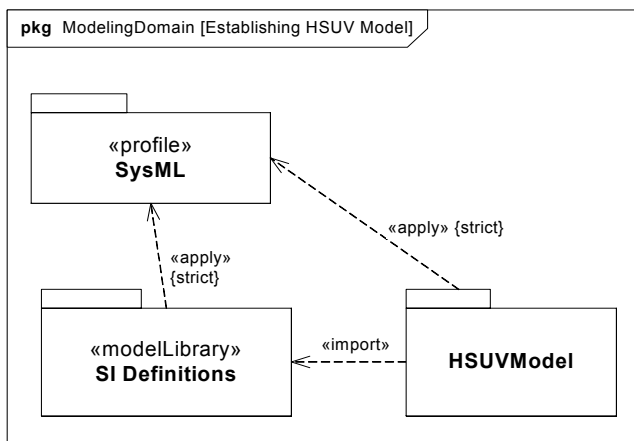 pkg ModelingDomain [Establishing HSUV Model]
«profile»
SysML
«apply» {strict}
«apply»
{strict}
«modelLibrary»
SI Definitions
«import»
HSUVModel